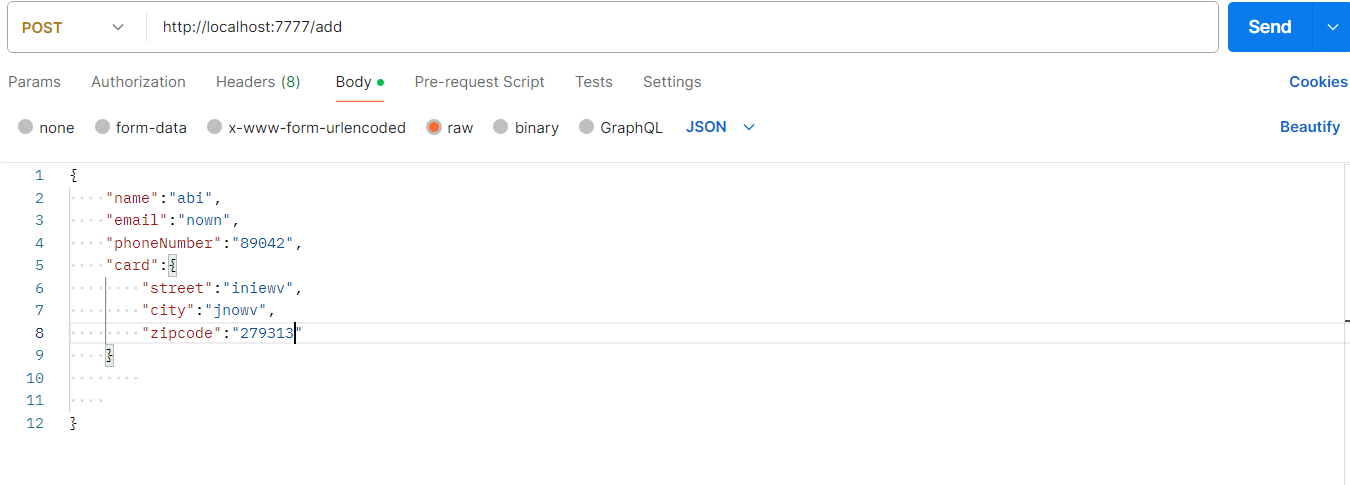 POST http://localhost:7777/add Send
Params Authorization Headers (8) Body Pre-request Script Tests Settings Cookies
none form-data x-www-form-urlencoded raw binary GraphQL JSON Beautify
1 {
2 "name":"abi",
3 "email":"nown",
4 "phoneNumber":"89042",
5 "card":{
6 "street":"iniewv",
7 "city":"jnowv",
8 "zipcode":"279313"
9 }
10
11
12 }